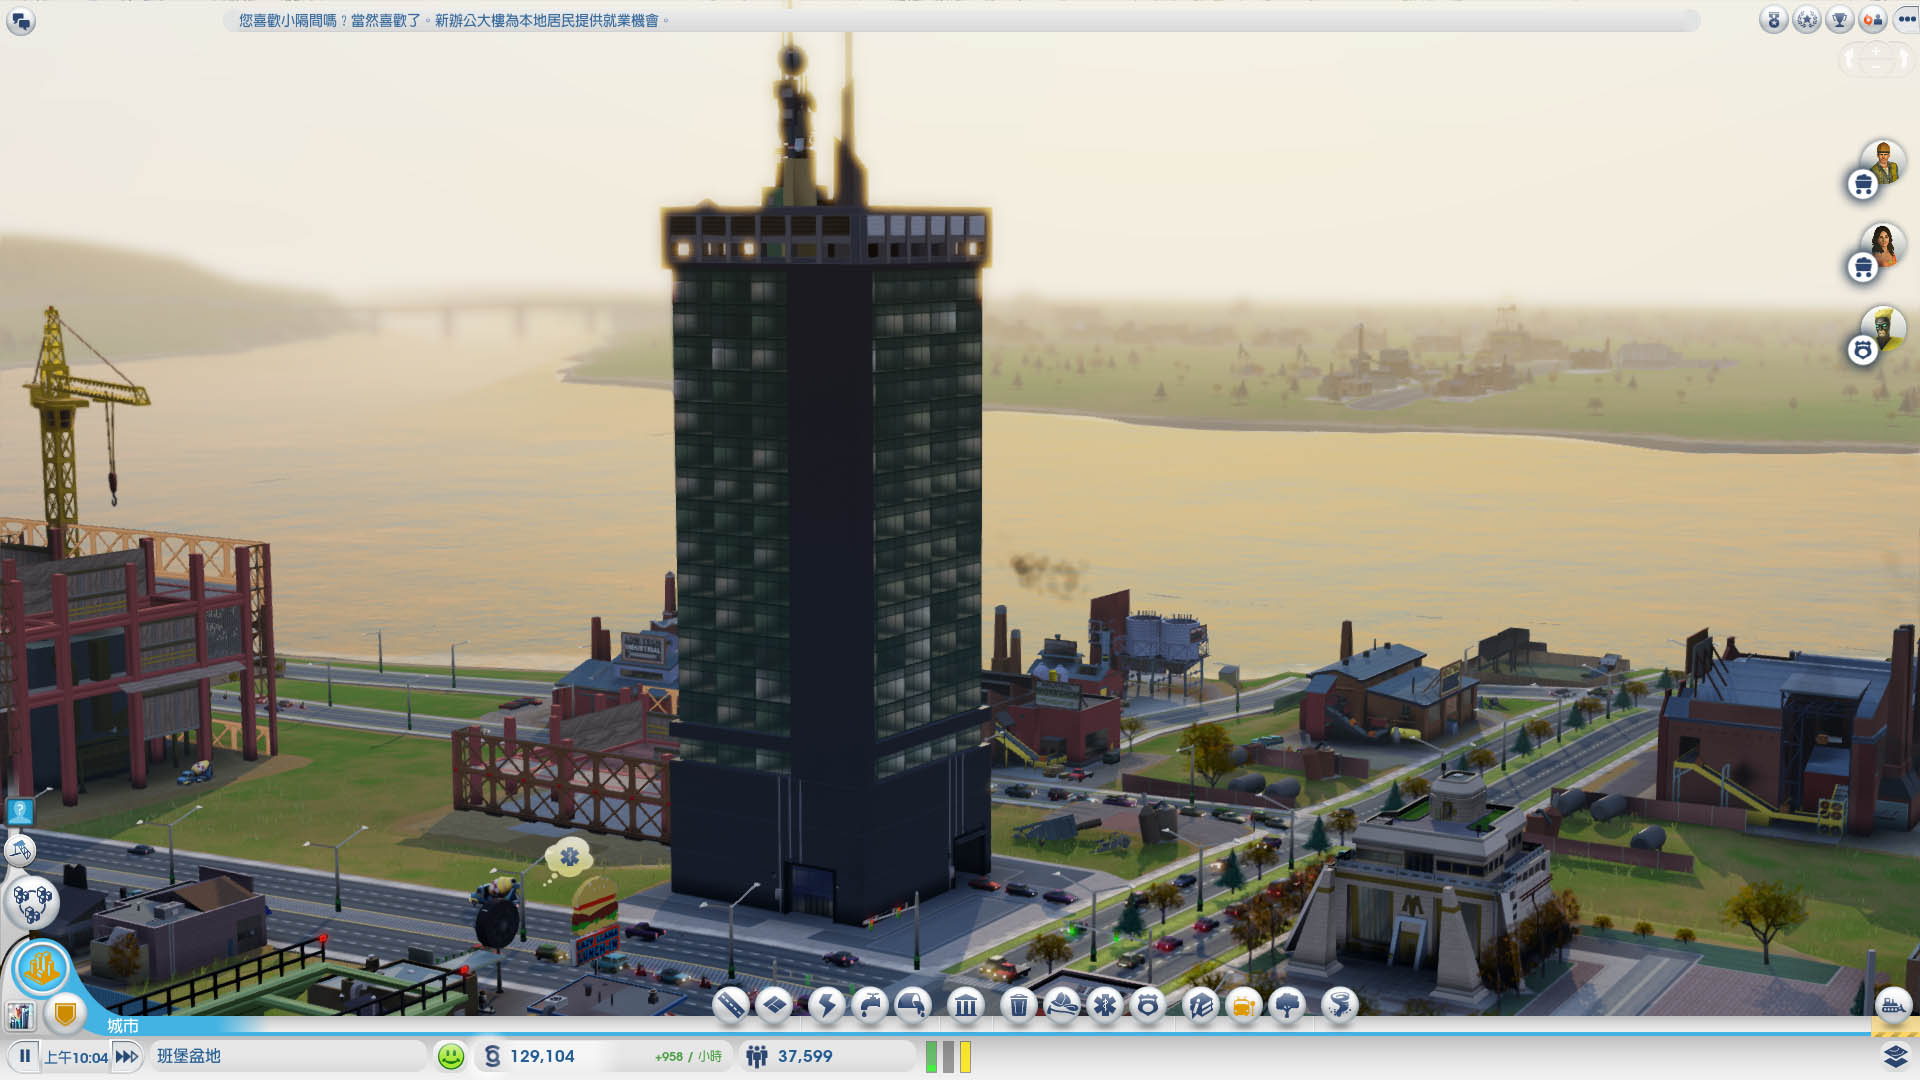 您喜歡小隔間嗎？當然喜歡了。新辦公大樓為本地居民提供就業機會。
INDUSTRIAL
M
城市
上午10:04
班堡盆地
129,104
+958 / 小時
37,599